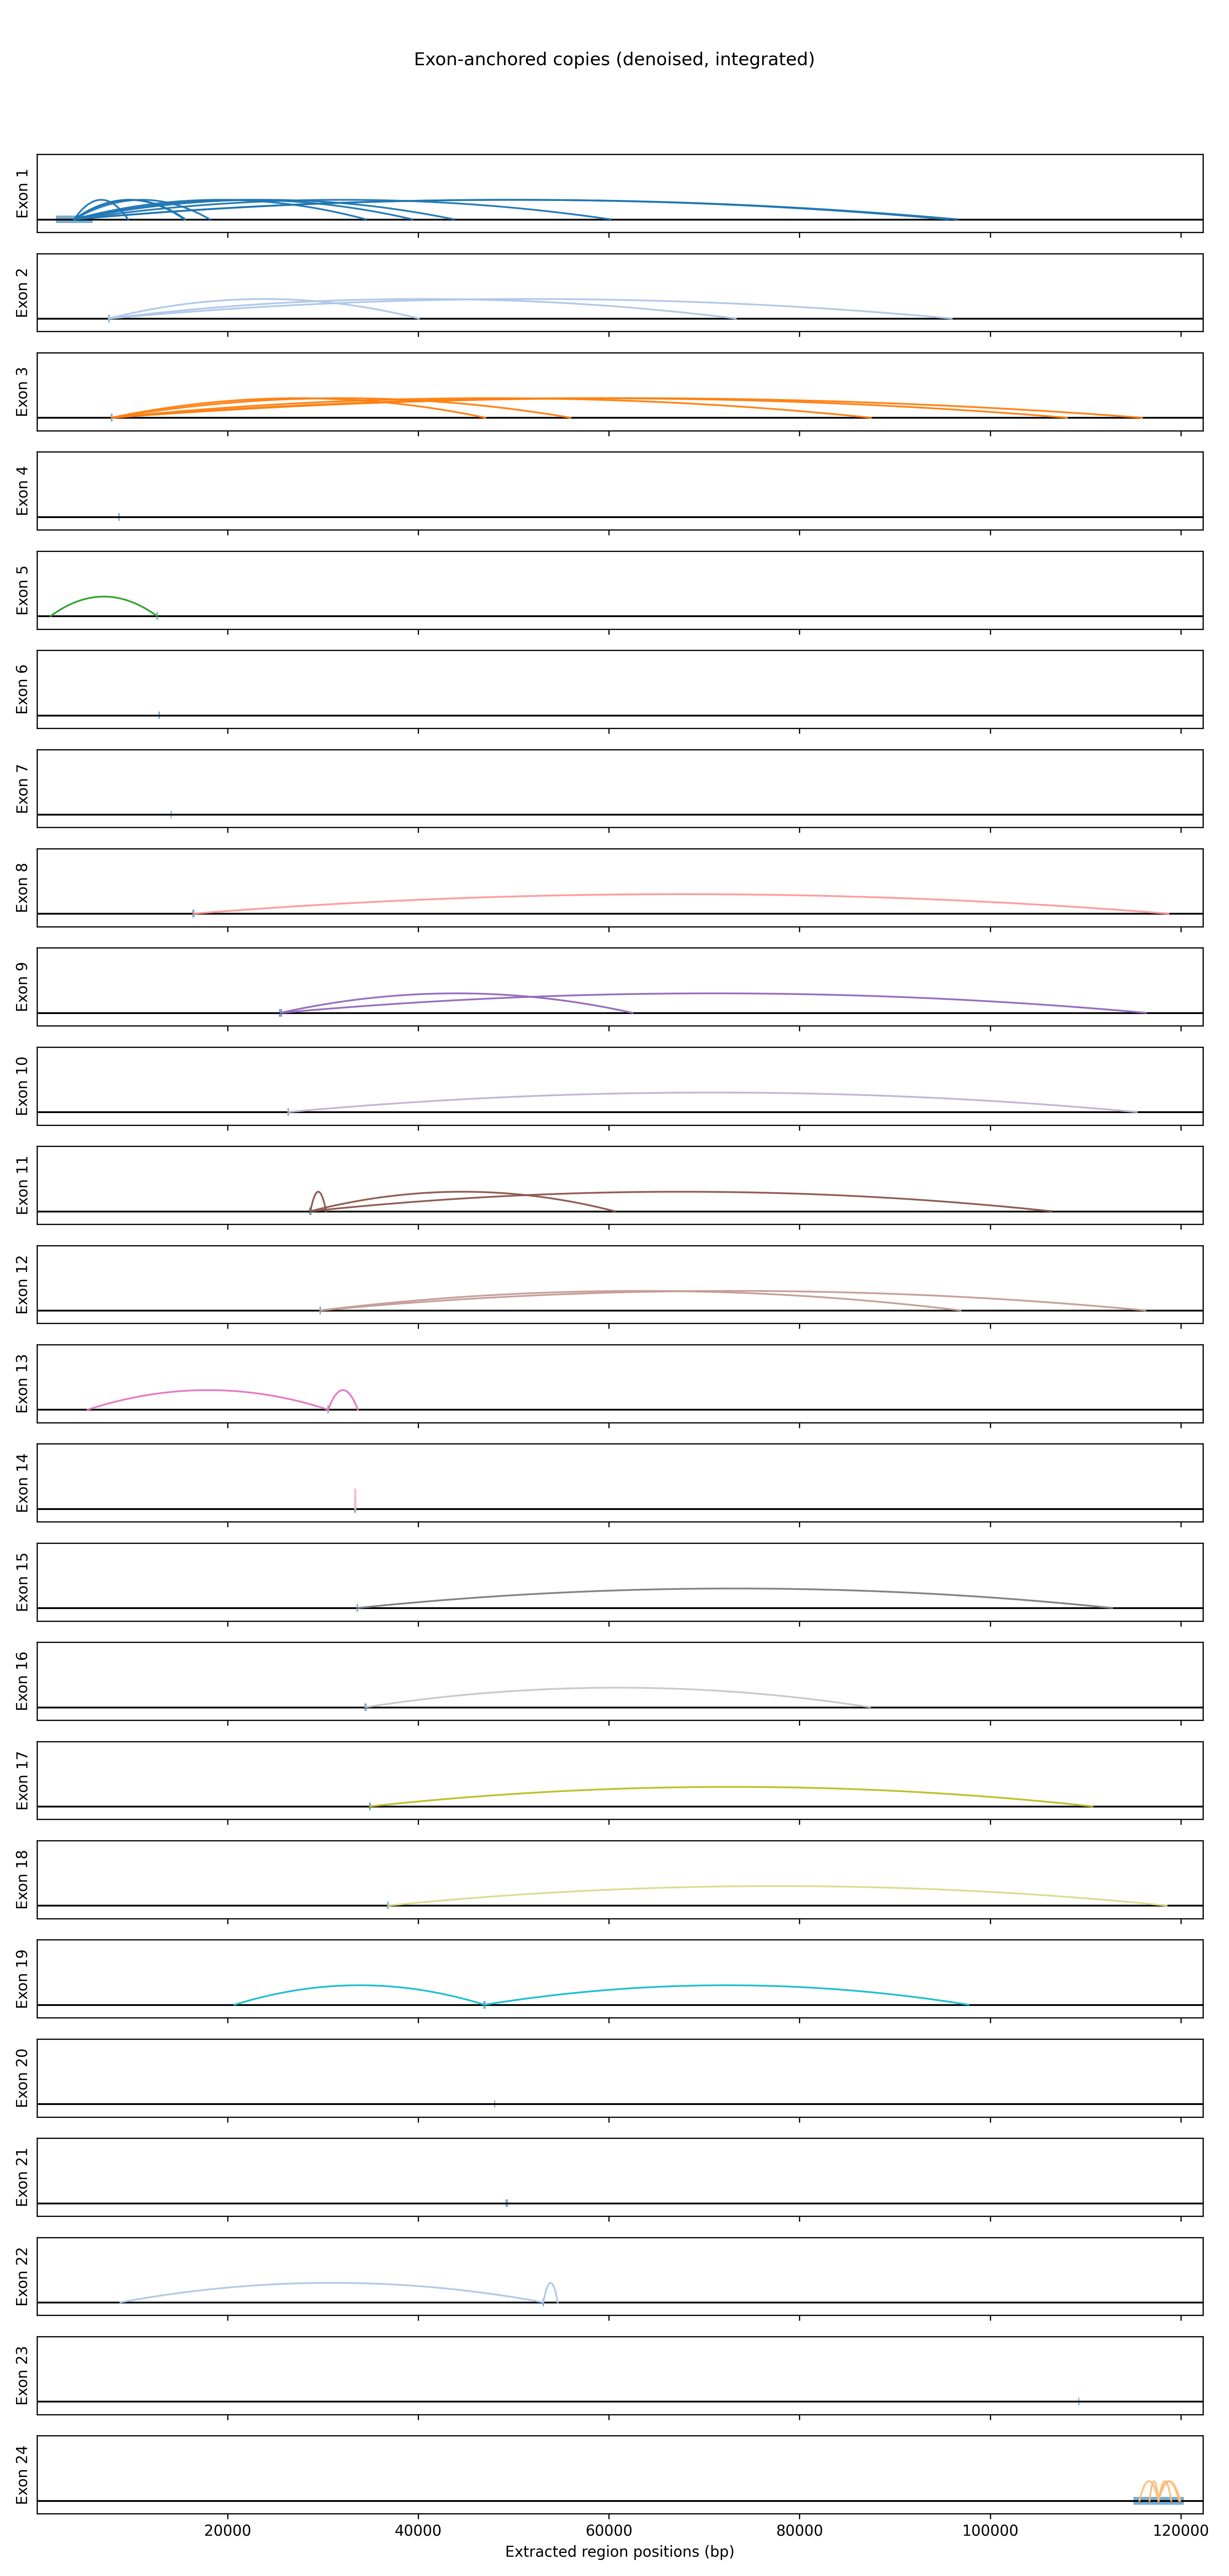 Exon-anchored copies (denoised, integrated)
Exon 1
Exon 2
Exon 3
Exon 4
Exon 5
Exon 6
Exon 7
Exon 8
Exon 9
Exon 10
Exon 11
Exon 12
Exon 13
Exon 14
Exon 15
Exon 16
Exon 17
Exon 18
Exon 19
Exon 20
Exon 21
Exon 22
Exon 23
Exon 24
20000 40000 60000 80000 100000 120000
Extracted region positions (bp)